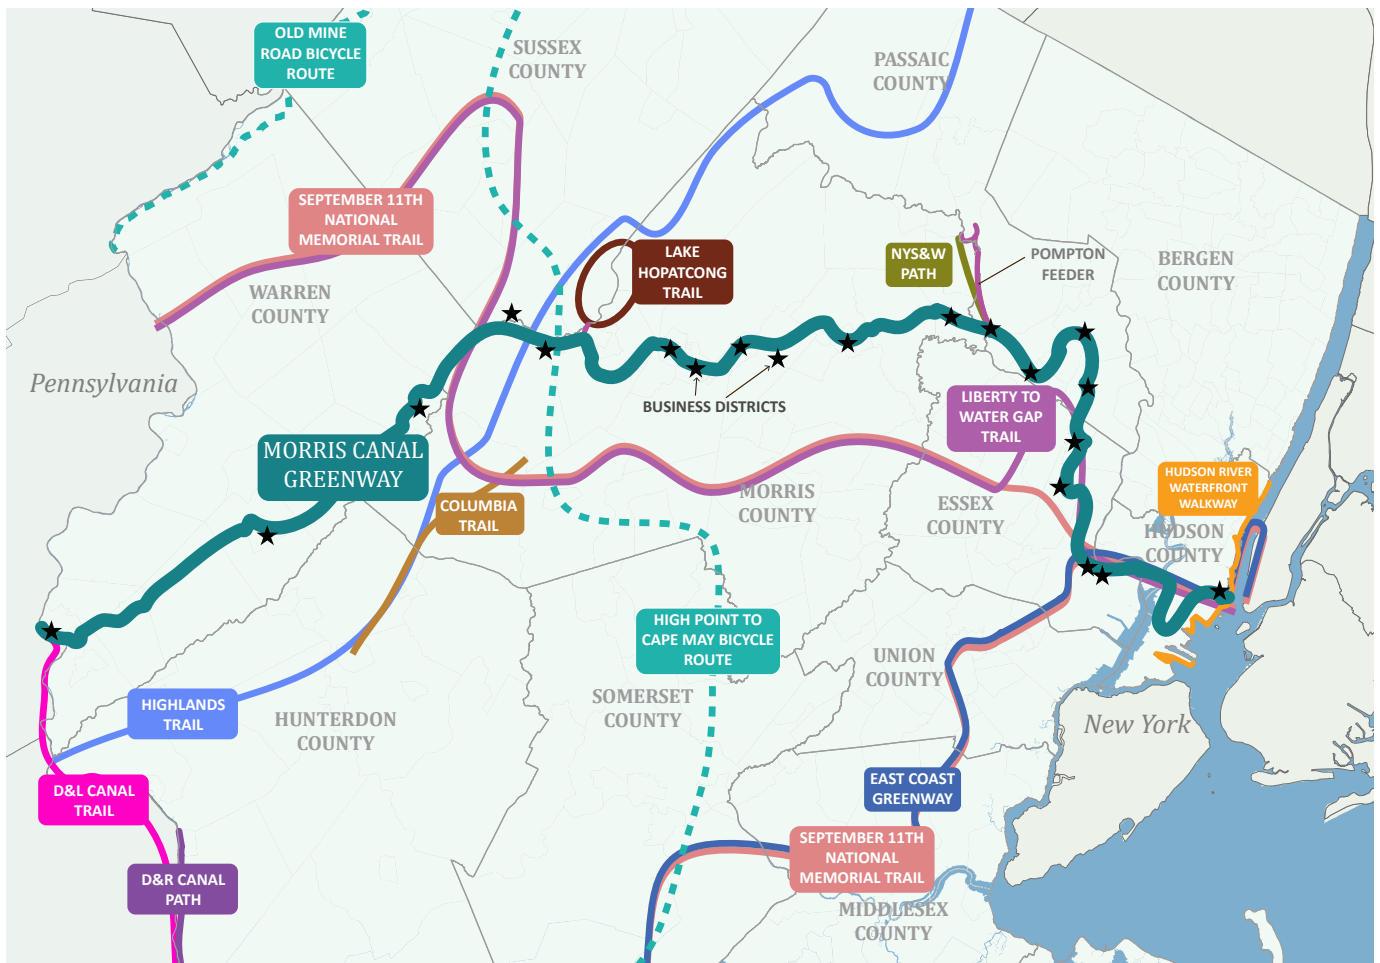 OLD MINE
ROAD BICYCLE
ROUTE
SUSSEX
COUNTY
PASSAIC
COUNTY
SEPTEMBER 11TH
NATIONAL
MEMORIAL TRAIL
LAKE
HOPATCONG
TRAIL
NYS&W
PATH
POMPTON
FEEDER
BERGEN
COUNTY
WARREN
COUNTY
Pennsylvania
BUSINESS DISTRICTS
LIBERTY TO
WATER GAP
TRAIL
MORRIS CANAL
GREENWAY
COLUMBIA
TRAIL
MORRIS
COUNTY
ESSEX
COUNTY
HUDSON RIVER
WATERFRONT
WALKWAY
HUDSON
COUNTY
HIGH POINT TO
CAPE MAY BICYCLE
ROUTE
UNION
COUNTY
HIGHLANDS
TRAIL
HUNTERDON
COUNTY
SOMERSET
COUNTY
New York
D&L CANAL
TRAIL
EAST COAST
GREENWAY
SEPTEMBER 11TH
NATIONAL
MEMORIAL TRAIL
D&R CANAL
PATH
MIDDLESEX
COUNTY